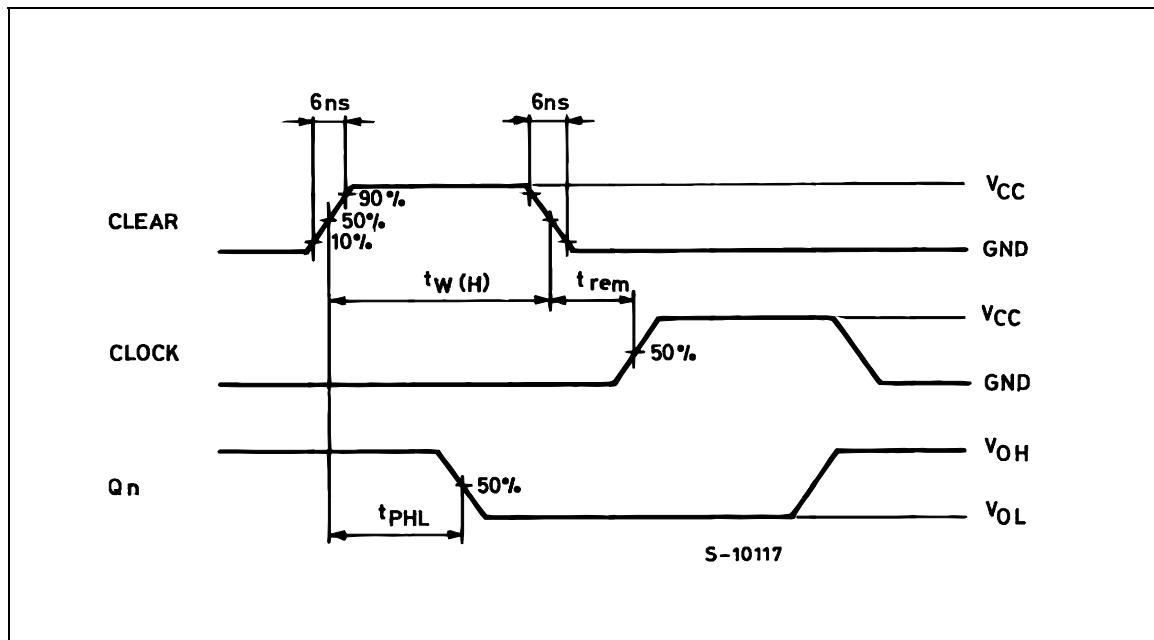 6ns 6ns
VCC
90%
CLEAR 50%
10%
GND
tW(H) trem
VCC
CLOCK 50%
GND
VOH
Qn 50%
tPHL VOL
S-10117